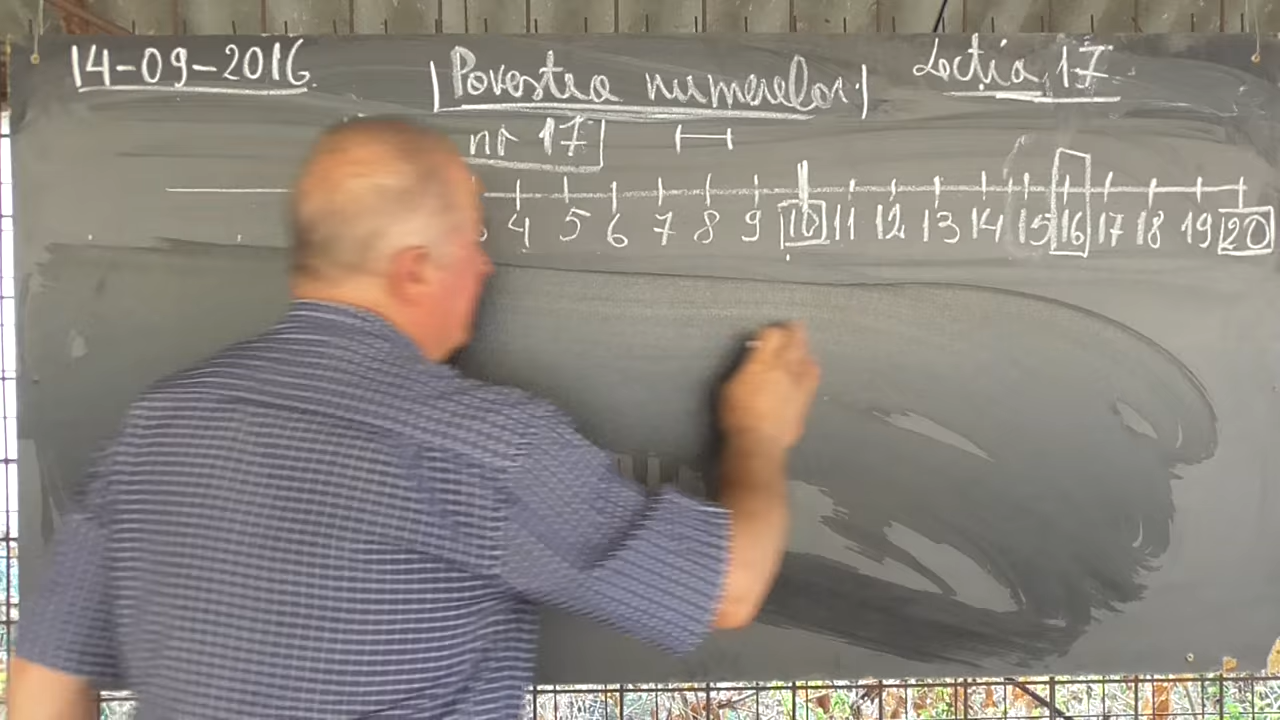 14-09-2016.
Povestea numerelor
Lectia 17
nr 17
4 5 6 7 8 9 10 11 12 13 14 15 16 17 18 19 20